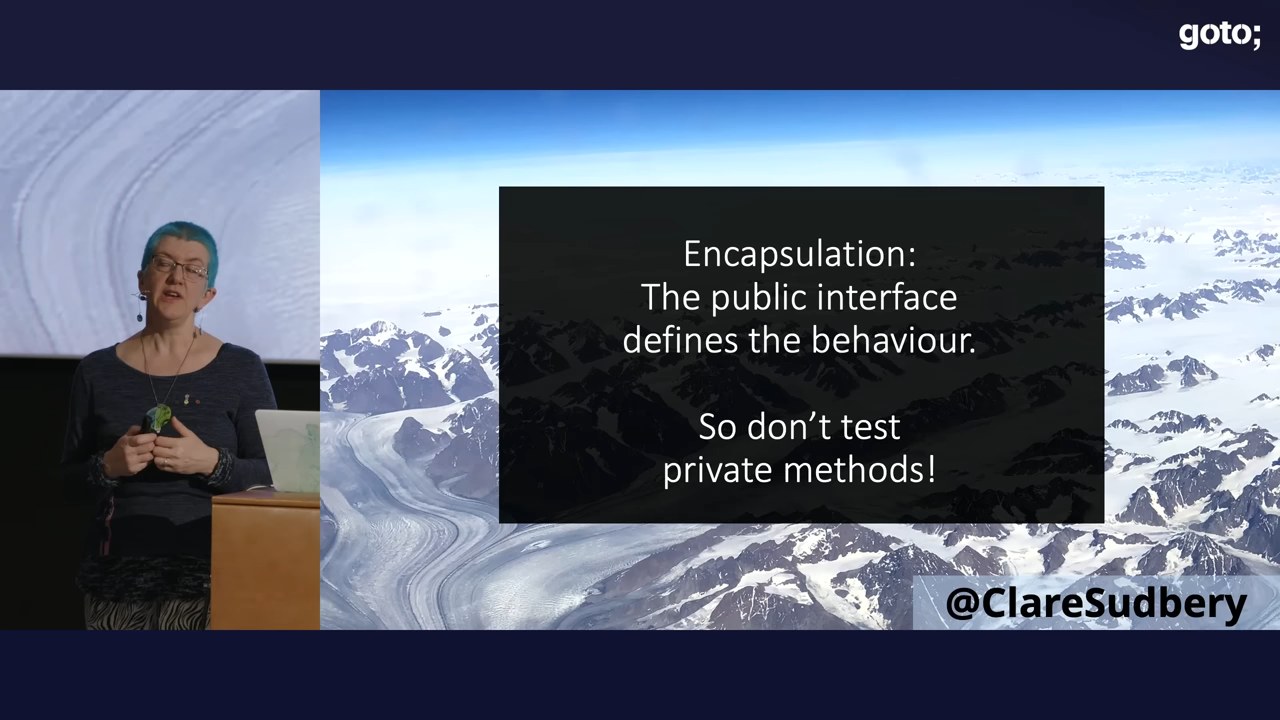 goto;
Encapsulation:
The public interface
defines the behaviour.
So don't test
private methods!
@ClareSudbery